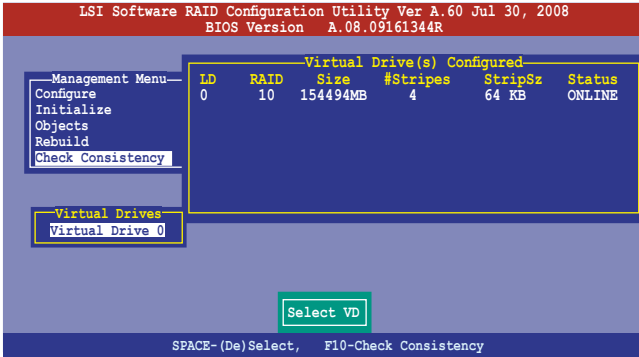 LSI Software RAID Configuration Utility Ver A.60 Jul 30, 2008
BIOS Version A.08.09161344R
Virtual Drive(s) Configured
LD RAID Size #Stripes StripSz Status
0 10 154494MB 4 64 KB ONLINE
Management Menu
Configure
Initialize
Objects
Rebuild
Check Consistency
Virtual Drives
Virtual Drive 0
Select VD
SPACE-(De)Select, F10-Check Consistency